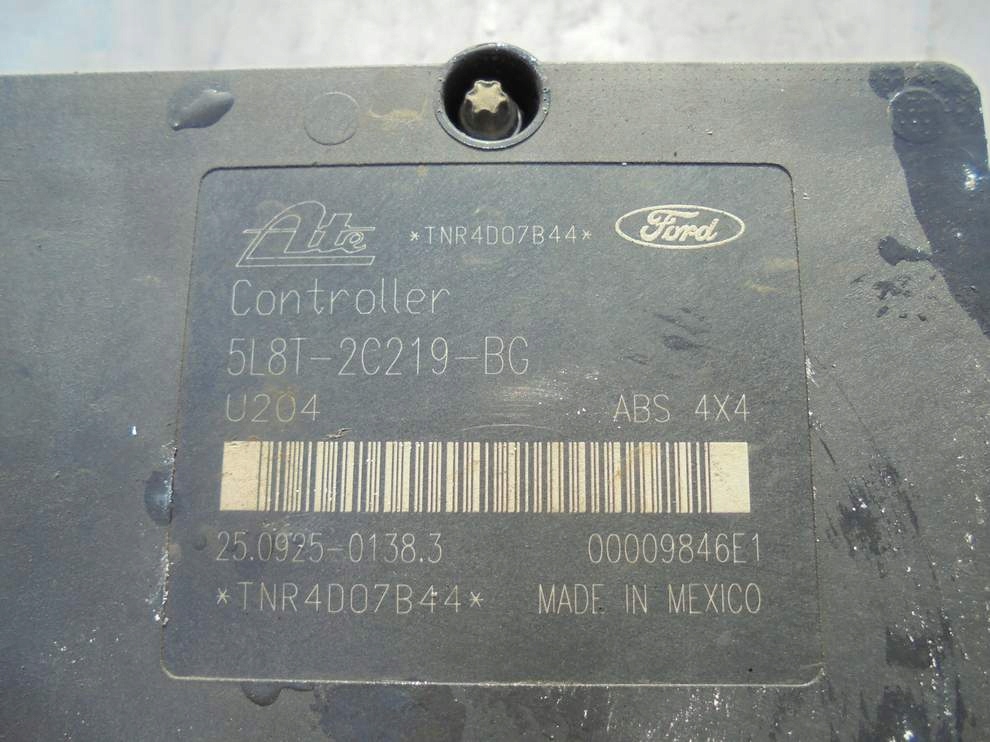 Ate *TNR4D07B44* Ford
Controller
5L8T-2C219-BG
U204 ABS 4X4
25.0925-0138.3 00009846E1
*TNR4D07B44* MADE IN MEXICO